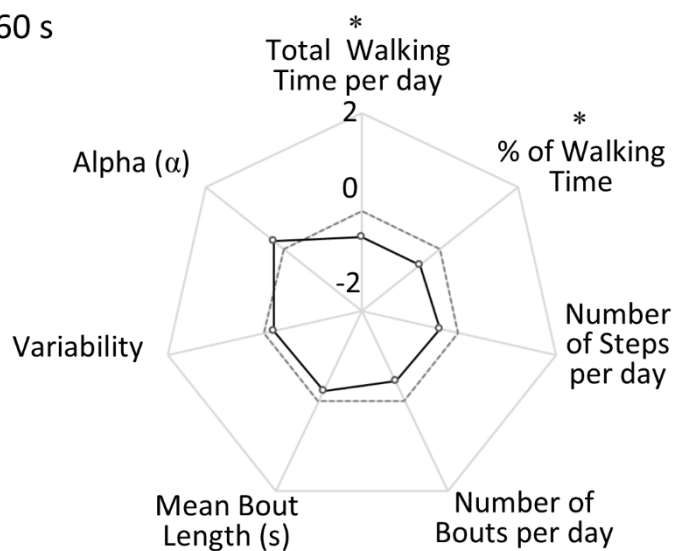 60 s
*
Total Walking
Time per day
2
*
% of Walking
Time
Alpha (α)
0
-2
Number
of Steps
per day
Variability
Mean Bout
Length (s)
Number of
Bouts per day